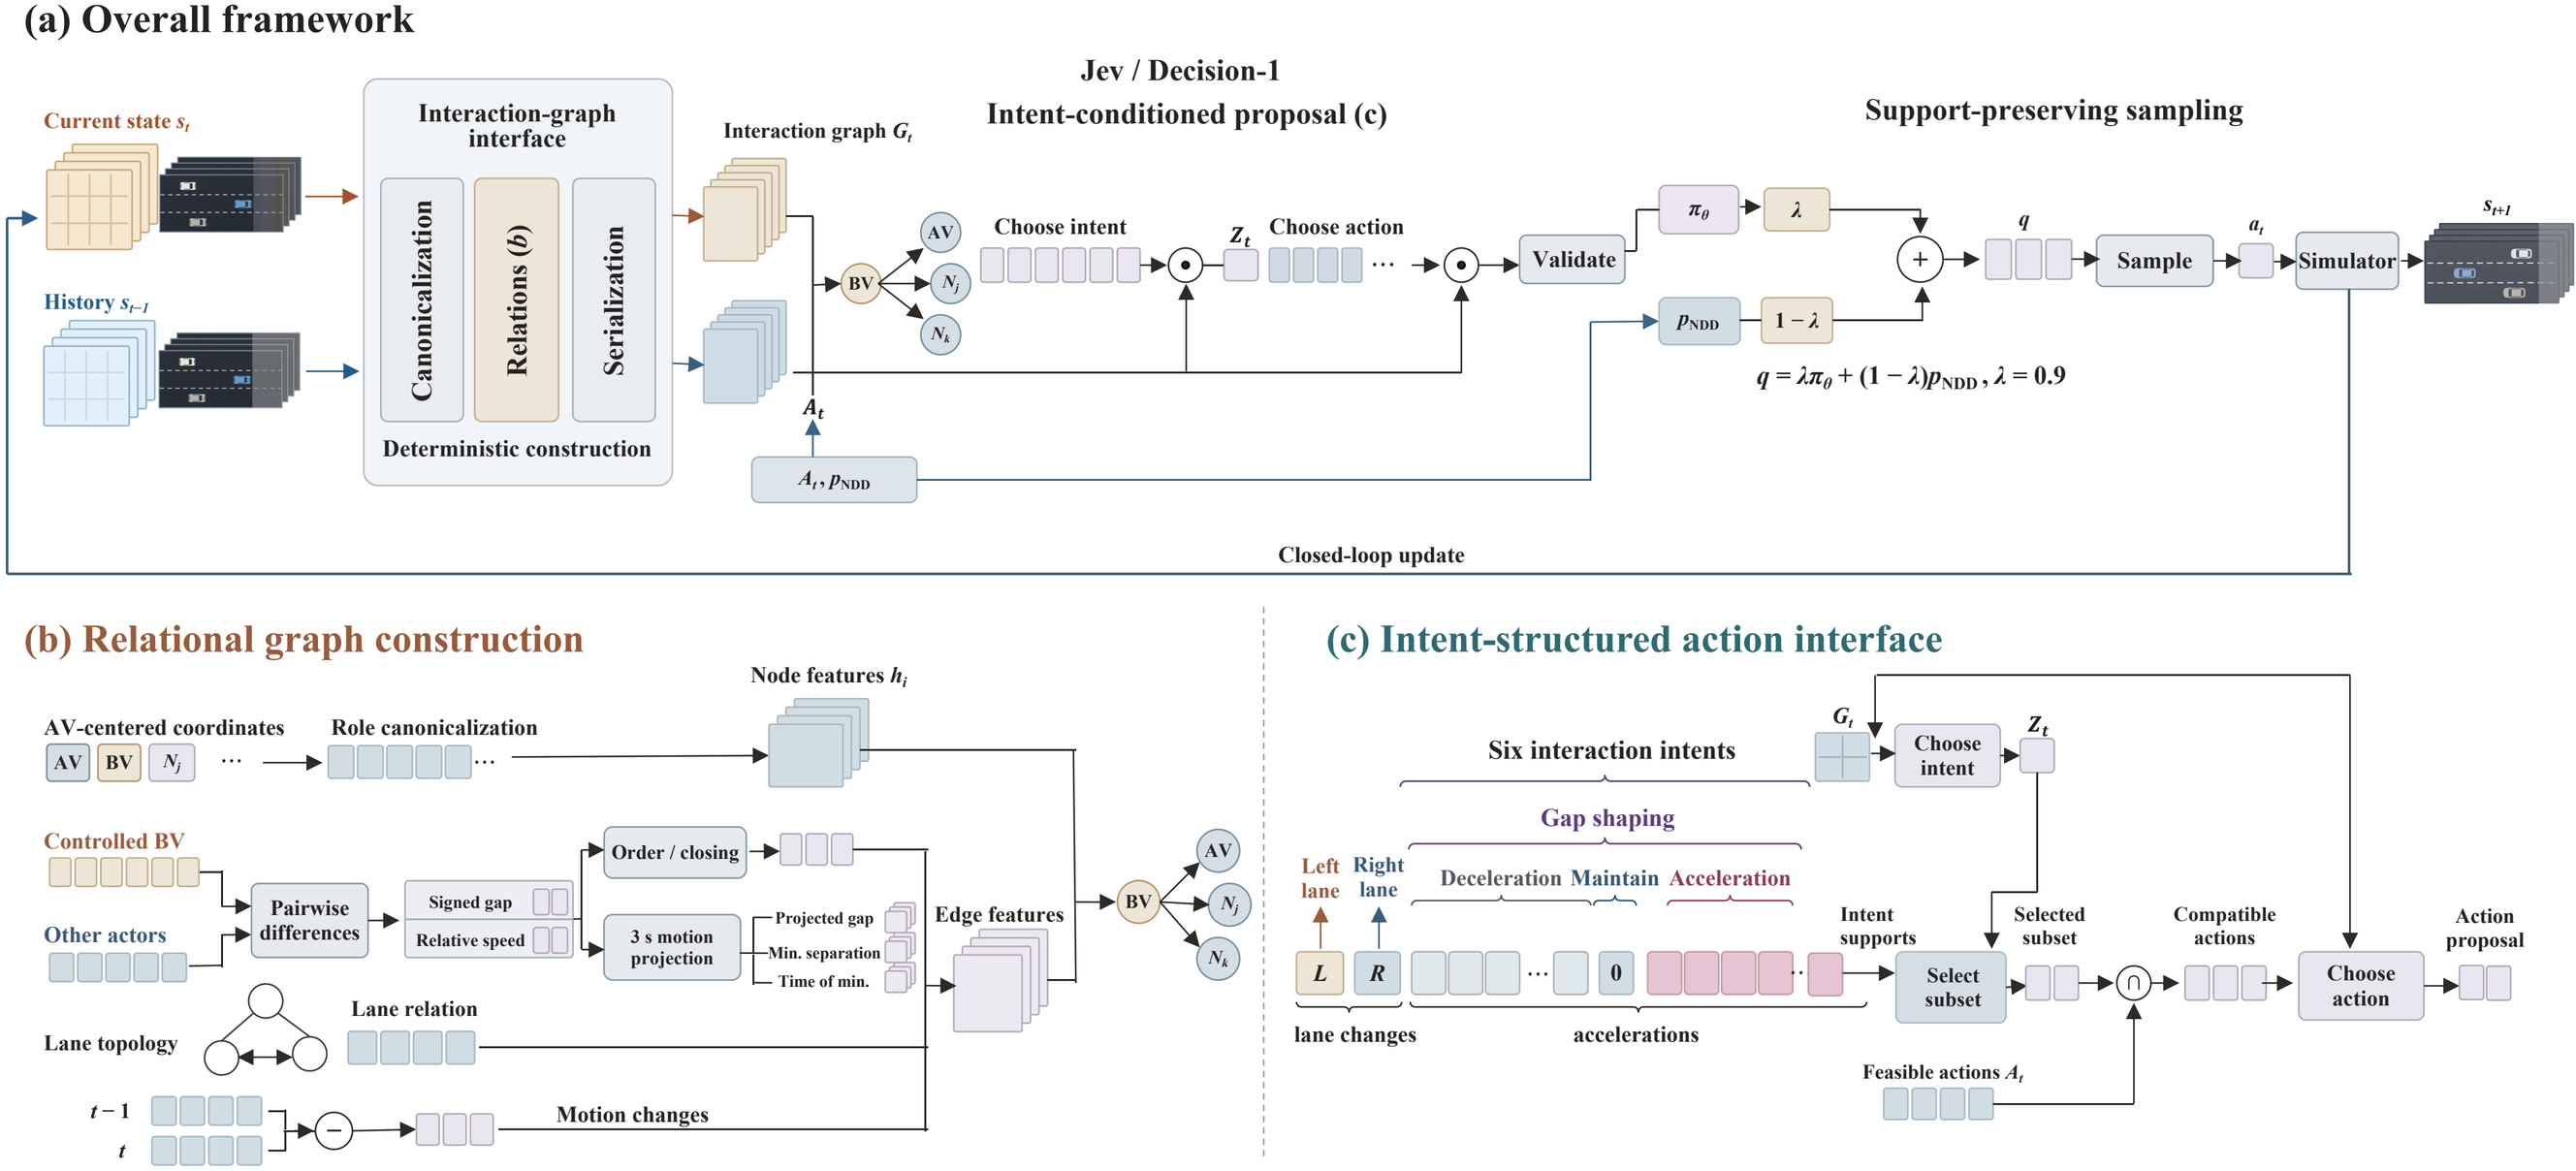 (a) Overall framework
Jev / Decision-1
Intent-conditioned proposal (c)
Support-preserving sampling
Current state s_t
History s_{t−1}
Interaction-graph
interface
Canonicalization
Relations (b)
Serialization
Deterministic construction
Interaction graph G_t
A_t
A_t, p_NDD
BV
AV
N_j
N_k
Choose intent
Z_t
Choose action
...
Validate
π_θ
λ
p_NDD
1 − λ
+
q
Sample
a_t
Simulator
s_{t+1}
q = λπ_θ + (1 − λ)p_NDD , λ = 0.9
Closed-loop update
(b) Relational graph construction
Node features h_i
AV-centered coordinates
Role canonicalization
AV
BV
N_j
...
...
Controlled BV
Other actors
Pairwise
differences
Signed gap
Relative speed
Order / closing
3 s motion
projection
Projected gap
Min. separation
Time of min.
Edge features
BV
AV
N_j
N_k
Lane topology
Lane relation
t − 1
t
−
Motion changes
(c) Intent-structured action interface
G_t
Choose
intent
Z_t
Six interaction intents
Gap shaping
Left
lane
Right
lane
Deceleration
Maintain
Acceleration
L
R
...
0
..
lane changes
accelerations
Intent
supports
Select
subset
Selected
subset
∩
Compatible
actions
Choose
action
Action
proposal
Feasible actions A_t